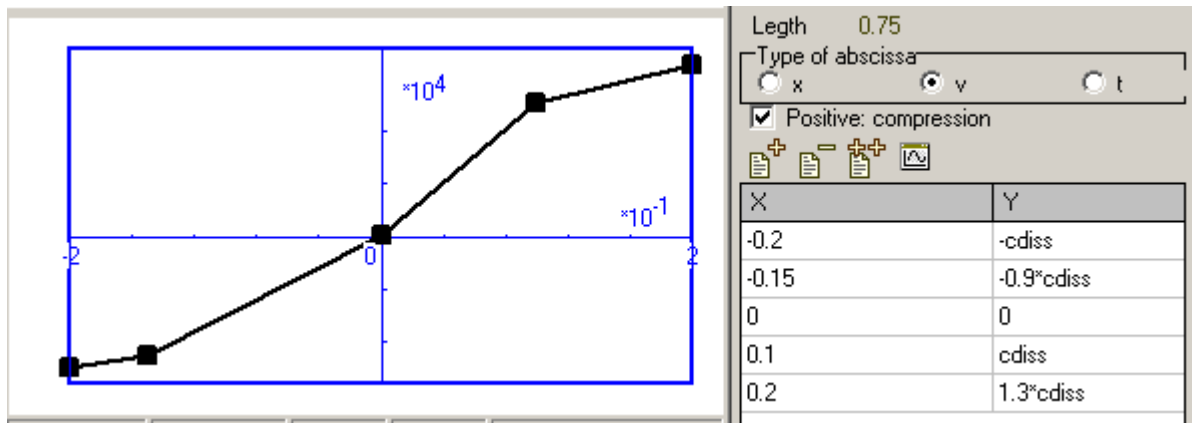 *10^4
*10^-1
-2
0
2
Legth 0.75
Type of abscissa
x v t
Positive: compression
X Y
-0.2 -cdiss
-0.15 -0.9*cdiss
0 0
0.1 cdiss
0.2 1.3*cdiss